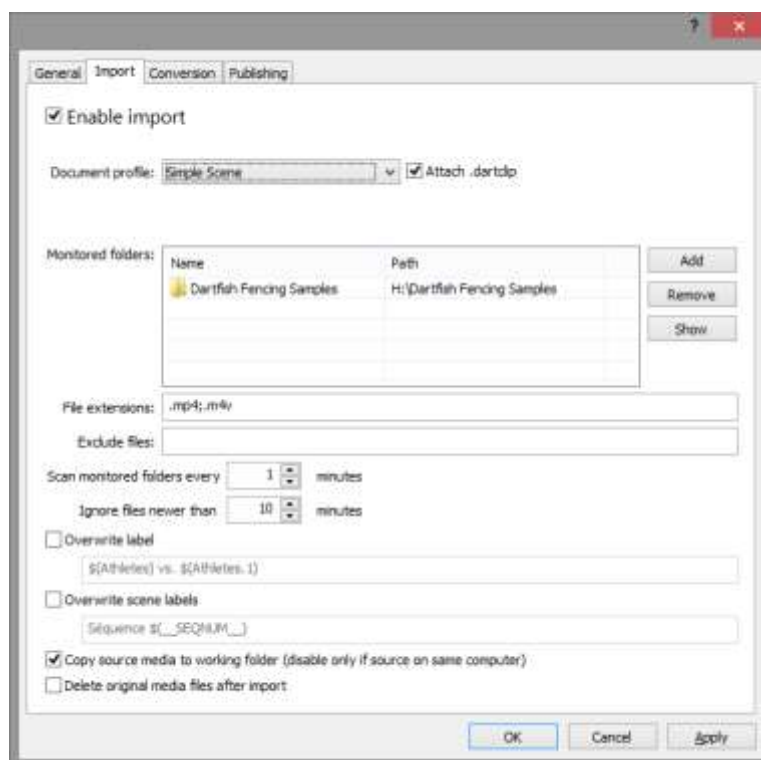 ?
General Import Conversion Publishing
Enable import
Document profile: Simple Scene Attach .dartclip
Monitored folders:
Name Path Add
Dartfish Fencing Samples H:\Dartfish Fencing Samples Remove
Show
File extensions: .mp4;.m4v
Exclude files:
Scan monitored folders every 1 minutes
Ignore files newer than 10 minutes
Overwrite label
$(Athletes) vs. $(Athletes.1)
Overwrite scene labels
Séquence $(__SEQNUM__)
Copy source media to working folder (disable only if source on same computer)
Delete original media files after import
OK Cancel Apply